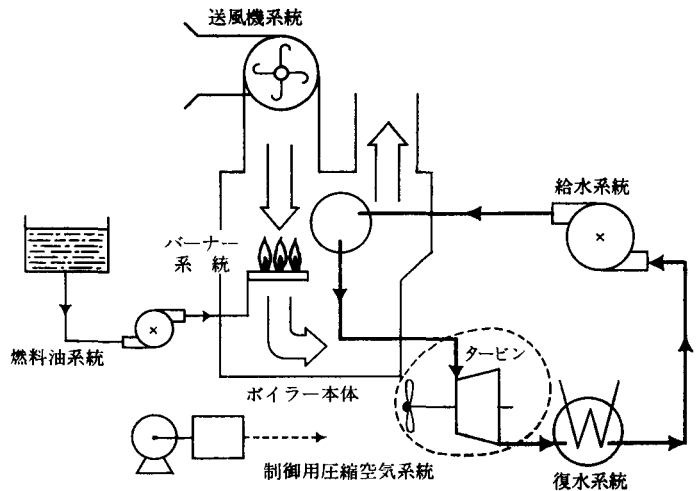 送風機系統
給水系統
バーナー
系統
燃料油系統
タービン
ボイラー本体
制御用圧縮空気系統
復水系統